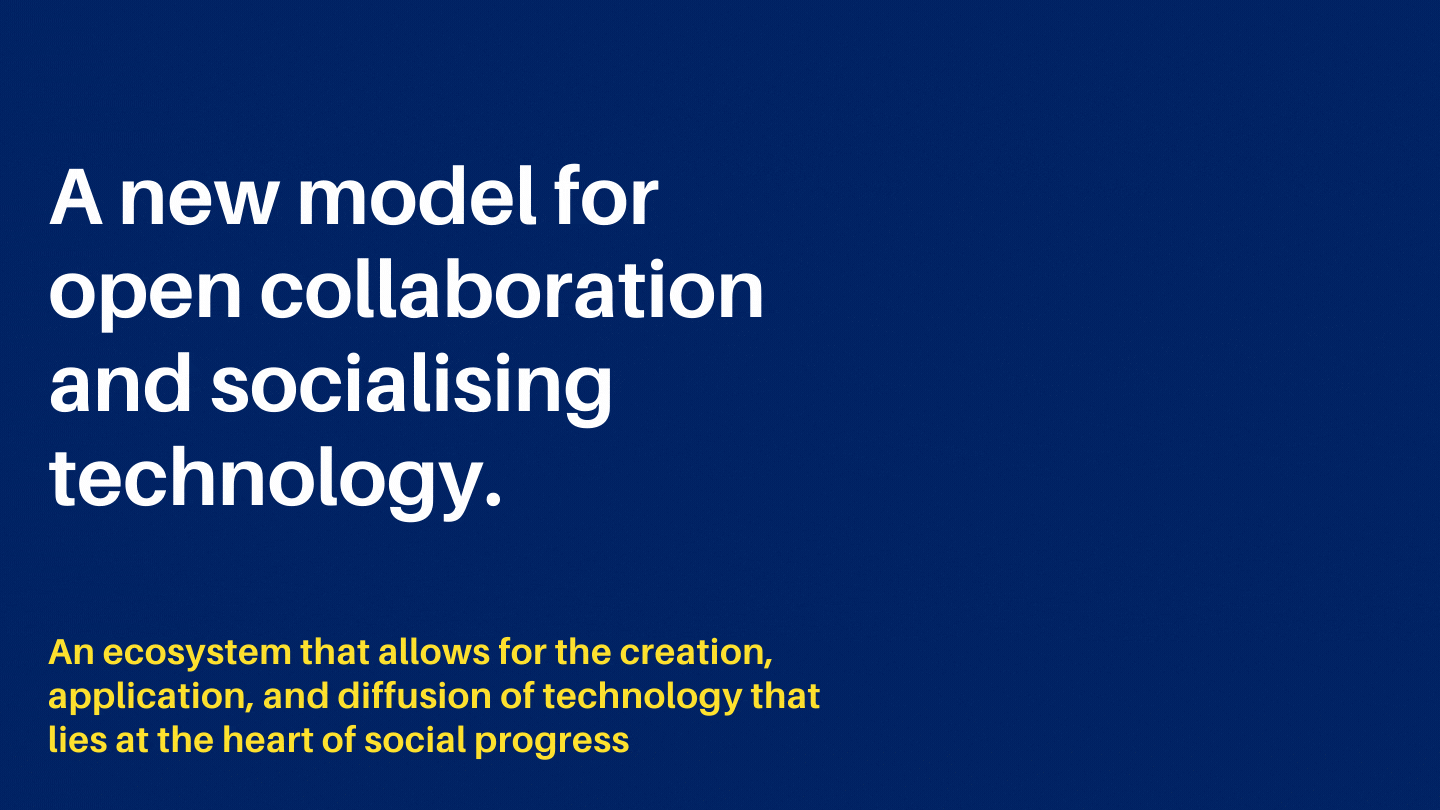 A new model for
open collaboration
and socialising
technology.
An ecosystem that allows for the creation,
application, and diffusion of technology that
lies at the heart of social progress